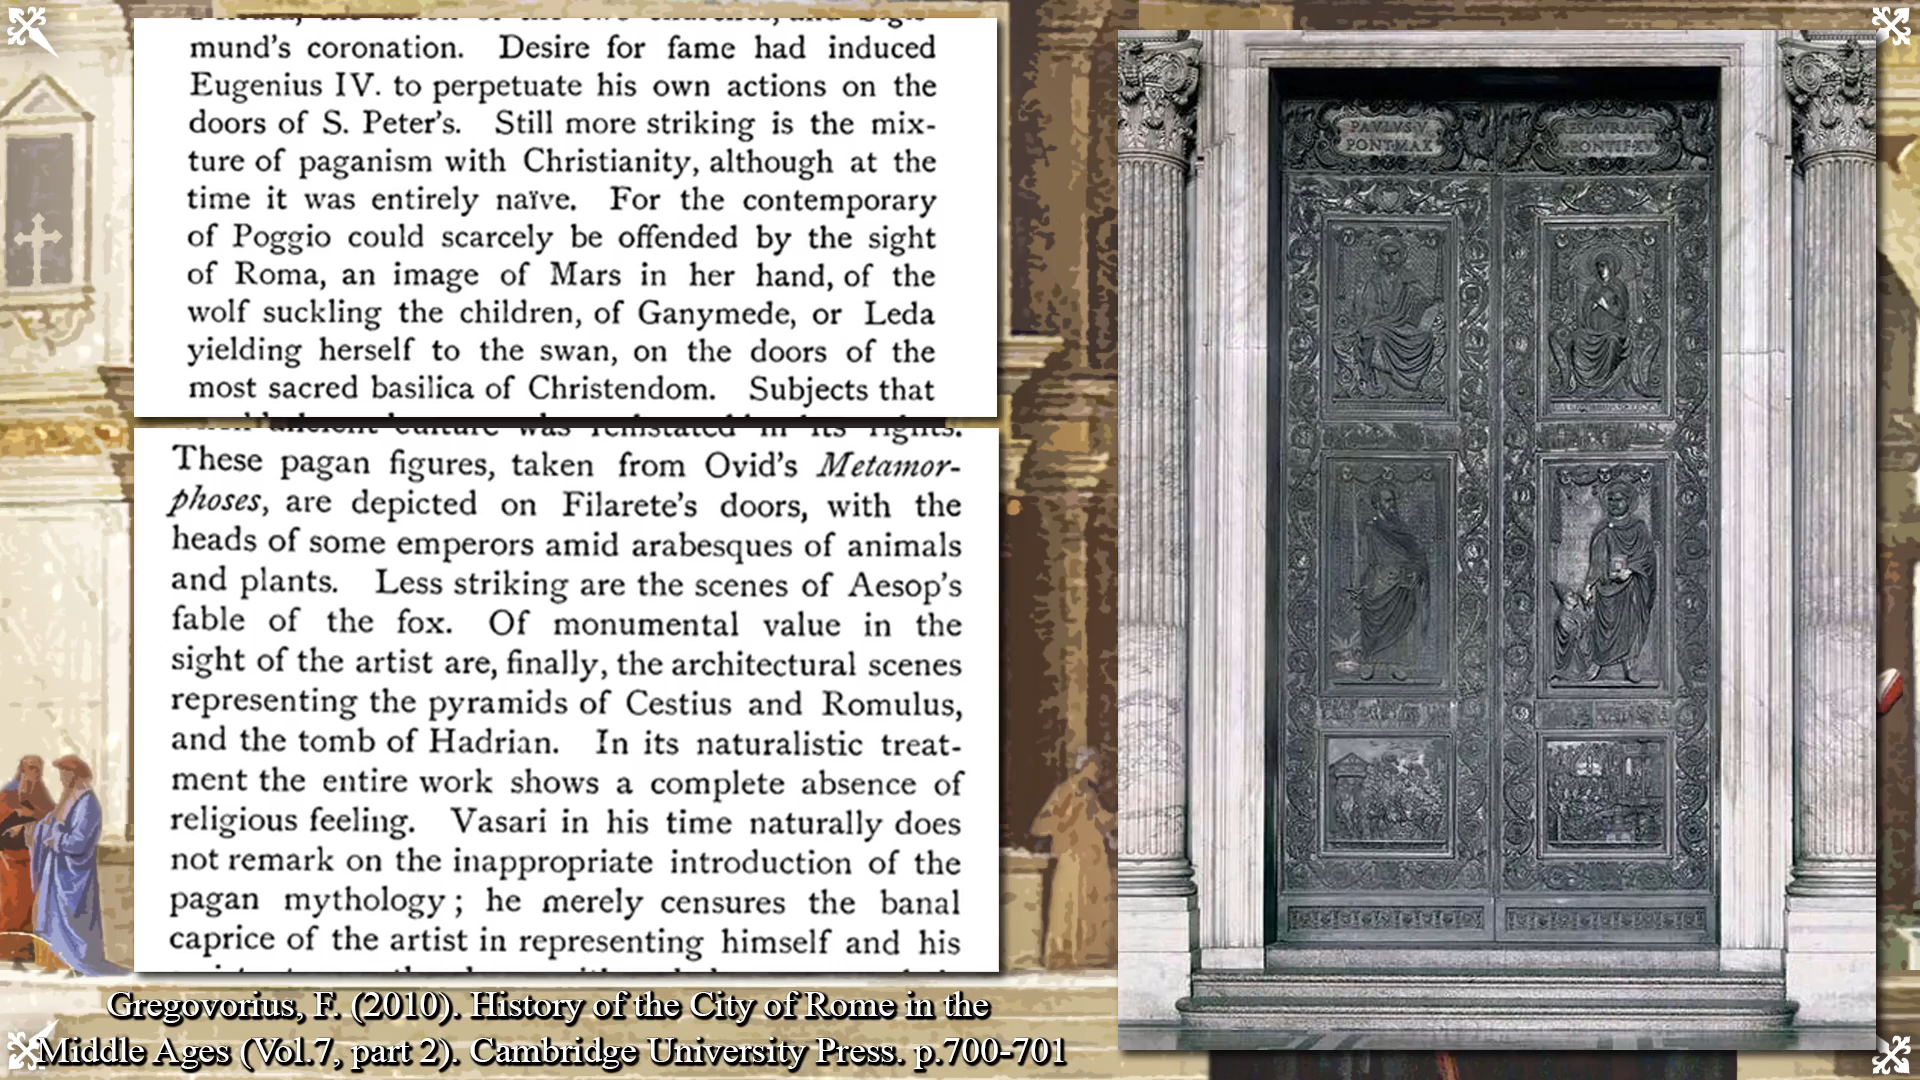 mund's coronation. Desire for fame had induced
Eugenius IV. to perpetuate his own actions on the
doors of S. Peter's. Still more striking is the mix-
ture of paganism with Christianity, although at the
time it was entirely naïve. For the contemporary
of Poggio could scarcely be offended by the sight
of Roma, an image of Mars in her hand, of the
wolf suckling the children, of Ganymede, or Leda
yielding herself to the swan, on the doors of the
most sacred basilica of Christendom. Subjects that
when ancient culture was reinstated in its rights.
These pagan figures, taken from Ovid's Metamor-
phoses, are depicted on Filarete's doors, with the
heads of some emperors amid arabesques of animals
and plants. Less striking are the scenes of Aesop's
fable of the fox. Of monumental value in the
sight of the artist are, finally, the architectural scenes
representing the pyramids of Cestius and Romulus,
and the tomb of Hadrian. In its naturalistic treat-
ment the entire work shows a complete absence of
religious feeling. Vasari in his time naturally does
not remark on the inappropriate introduction of the
pagan mythology; he merely censures the banal
caprice of the artist in representing himself and his
Gregovorius, F. (2010). History of the City of Rome in the
Middle Ages (Vol.7, part 2). Cambridge University Press. p.700-701
PAVLVS V
PONT MAX